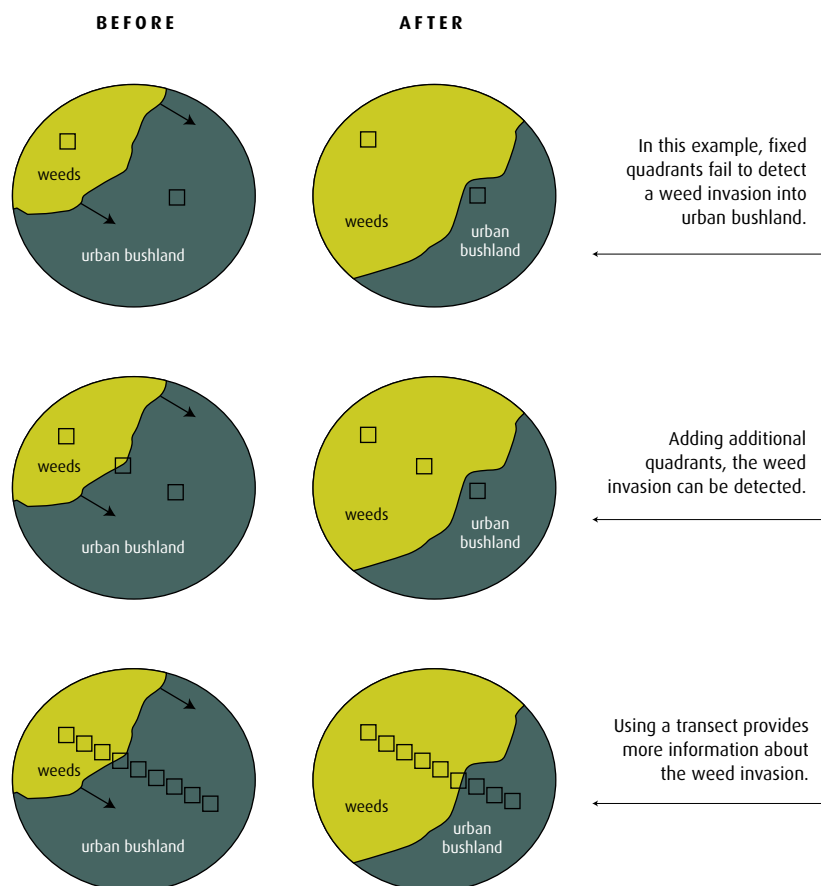 BEFORE
AFTER
weeds
urban bushland
weeds
urban
bushland
In this example, fixed
quadrants fail to detect
a weed invasion into
urban bushland.
weeds
urban bushland
weeds
urban
bushland
Adding additional
quadrants, the weed
invasion can be detected.
weeds
urban bushland
weeds
urban
bushland
Using a transect provides
more information about
the weed invasion.